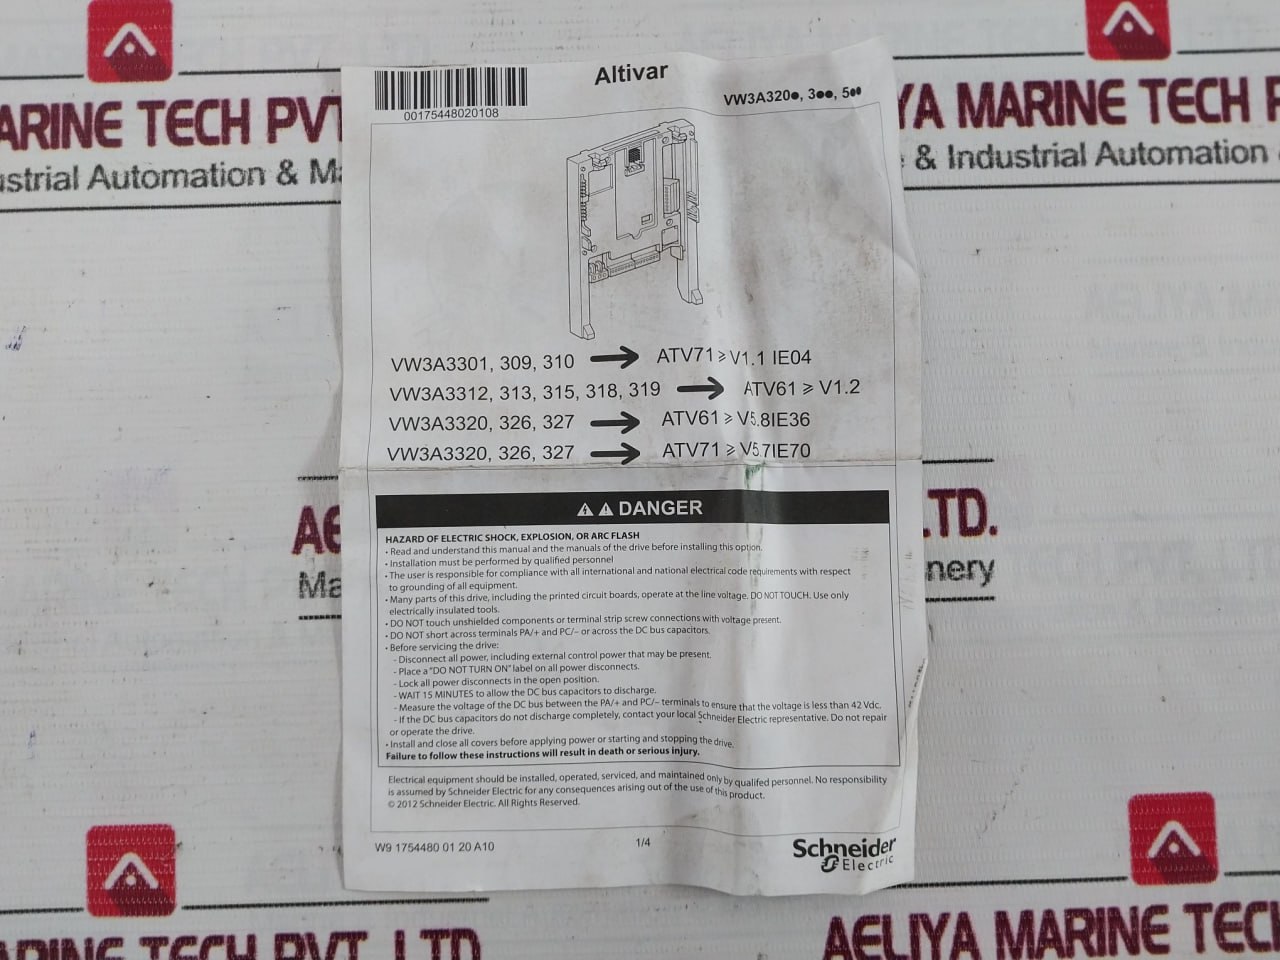 ARINE TECH PVT
ustrial Automation & Ma
YA MARINE TECH P
& Industrial Automation
00175448020108
Altivar
VW3A320●, 3●●, 5●●
VW3A3301, 309, 310 → ATV71 ⩾ V1.1 IE04
VW3A3312, 313, 315, 318, 319 → ATV61 ⩾ V1.2
VW3A3320, 326, 327 → ATV61 ⩾ V5.8IE36
VW3A3320, 326, 327 → ATV71 ⩾ V5.7IE70
DANGER
HAZARD OF ELECTRIC SHOCK, EXPLOSION, OR ARC FLASH
• Read and understand this manual and the manuals of the drive before installing this option.
• Installation must be performed by qualified personnel
• The user is responsible for compliance with all international and national electrical code requirements with respect
to grounding of all equipment.
• Many parts of this drive, including the printed circuit boards, operate at the line voltage. DO NOT TOUCH. Use only
electrically insulated tools.
• DO NOT touch unshielded components or terminal strip screw connections with voltage present.
• DO NOT short across terminals PA/+ and PC/– or across the DC bus capacitors.
• Before servicing the drive:
- Disconnect all power, including external control power that may be present.
- Place a "DO NOT TURN ON" label on all power disconnects.
- Lock all power disconnects in the open position.
- WAIT 15 MINUTES to allow the DC bus capacitors to discharge.
- Measure the voltage of the DC bus between the PA/+ and PC/– terminals to ensure that the voltage is less than 42 Vdc.
- If the DC bus capacitors do not discharge completely, contact your local Schneider Electric representative. Do not repair
or operate the drive.
• Install and close all covers before applying power or starting and stopping the drive.
Failure to follow these instructions will result in death or serious injury.
Electrical equipment should be installed, operated, serviced, and maintained only by qualifed personnel. No responsibility
is assumed by Schneider Electric for any consequences arising out of the use of this product.
© 2012 Schneider Electric. All Rights Reserved.
W9 1754480 01 20 A10
1/4
Schneider
Electric
AE
LTD.
Ma
nery
ARINE TECH PVT. LTD
AELIYA MARINE TECH